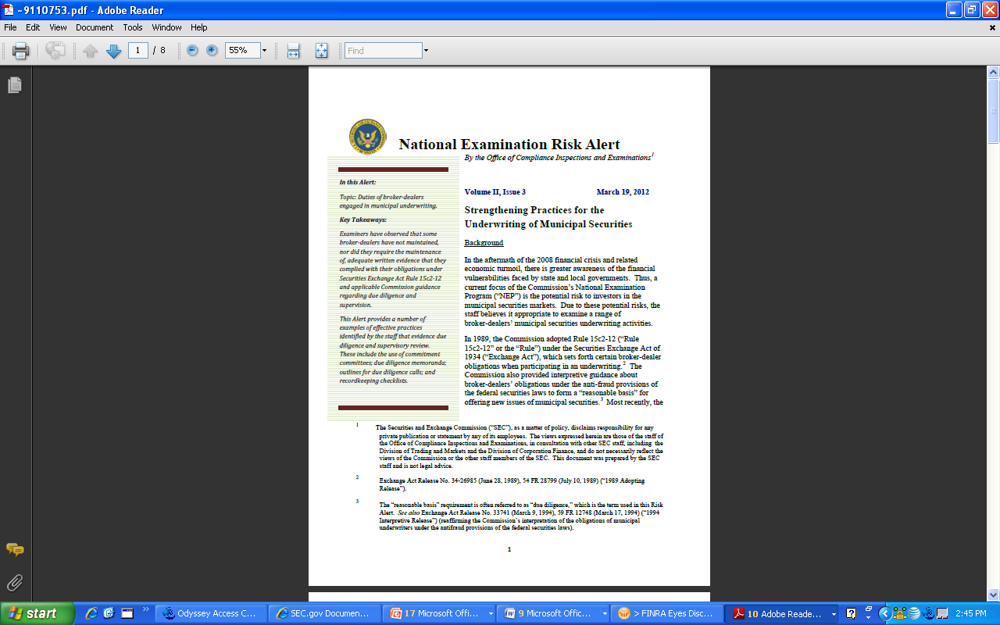 ~9110753.pdf - Adobe Reader
File Edit View Document Tools Window Help
1 / 8 55% Find
National Examination Risk Alert
By the Office of Compliance Inspections and Examinations1
In this Alert:
Topic: Duties of broker-dealers
engaged in municipal underwriting.
Key Takeaways:
Examiners have observed that some
broker-dealers have not maintained,
nor did they require the maintenance
of, adequate written evidence that they
complied with their obligations under
Securities Exchange Act Rule 15c2-12
and applicable Commission guidance
regarding due diligence and
supervision.
This Alert provides a number of
examples of effective practices
identified by the staff that evidence due
diligence and supervisory review.
These include the use of commitment
committees; due diligence memoranda;
outlines for due diligence calls; and
recordkeeping checklists.
Volume II, Issue 3 March 19, 2012
Strengthening Practices for the
Underwriting of Municipal Securities
Background
In the aftermath of the 2008 financial crisis and related
economic turmoil, there is greater awareness of the financial
vulnerabilities faced by state and local governments. Thus, a
current focus of the Commission's National Examination
Program ("NEP") is the potential risk to investors in the
municipal securities markets. Due to these potential risks, the
staff believes it appropriate to examine a range of
broker-dealers' municipal securities underwriting activities.
In 1989, the Commission adopted Rule 15c2-12 ("Rule
15c2-12" or the "Rule") under the Securities Exchange Act of
1934 ("Exchange Act"), which sets forth certain broker-dealer
obligations when participating in an underwriting.2 The
Commission also provided interpretive guidance about
broker-dealers' obligations under the anti-fraud provisions of
the federal securities laws to form a "reasonable basis" for
offering new issues of municipal securities.3 Most recently, the
1 The Securities and Exchange Commission ("SEC"), as a matter of policy, disclaims responsibility for any
private publication or statement by any of its employees. The views expressed herein are those of the staff of
the Office of Compliance Inspections and Examinations, in consultation with other SEC staff, including the
Division of Trading and Markets and the Division of Corporation Finance, and do not necessarily reflect the
views of the Commission or the other staff members of the SEC. This document was prepared by the SEC
staff and is not legal advice.
2 Exchange Act Release No. 34-26985 (June 28, 1989), 54 FR 28799 (July 10, 1989) ("1989 Adopting
Release").
3 The "reasonable basis" requirement is often referred to as "due diligence," which is the term used in this Risk
Alert. See also Exchange Act Release No. 33741 (March 9, 1994), 59 FR 12748 (March 17, 1994) ("1994
Interpretive Release") (reaffirming the Commission's interpretation of the obligations of municipal
underwriters under the antifraud provisions of the federal securities laws).
1
start Odyssey Access C... SEC.gov Documen... 17 Microsoft Offi... 9 Microsoft Offic... > FINRA Eyes Disc... 10 Adobe Reade... 2:45 PM